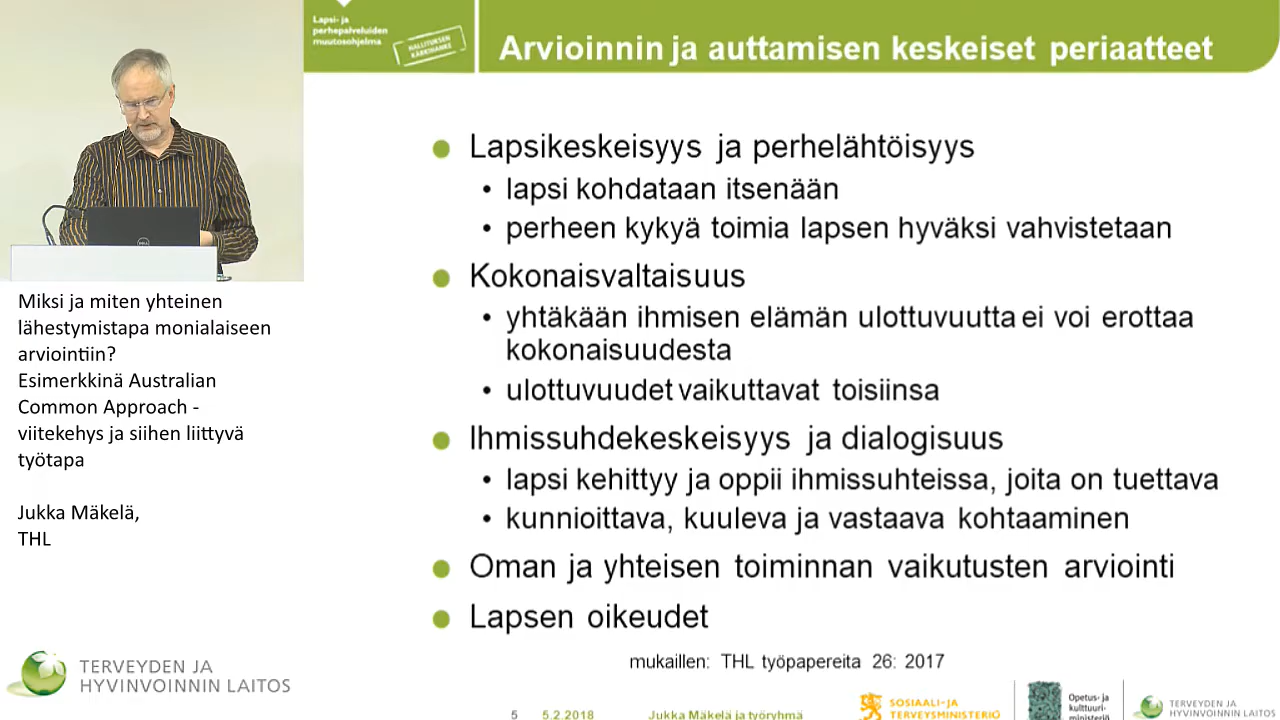 Lapsi- ja
perhepalveluiden
muutosohjelma
HALLITUKSEN
KÄRKIHANKE
Arvioinnin ja auttamisen keskeiset periaatteet
Lapsikeskeisyys ja perhelähtöisyys
lapsi kohdataan itsenään
perheen kykyä toimia lapsen hyväksi vahvistetaan
Kokonaisvaltaisuus
yhtäkään ihmisen elämän ulottuvuutta ei voi erottaa
kokonaisuudesta
ulottuvuudet vaikuttavat toisiinsa
Ihmissuhdekeskeisyys ja dialogisuus
lapsi kehittyy ja oppii ihmissuhteissa, joita on tuettava
kunnioittava, kuuleva ja vastaava kohtaaminen
Oman ja yhteisen toiminnan vaikutusten arviointi
Lapsen oikeudet
mukaillen: THL työpapereita 26: 2017
Miksi ja miten yhteinen
lähestymistapa monialaiseen
arviointiin?
Esimerkkinä Australian
Common Approach -
viitekehys ja siihen liittyvä
työtapa
Jukka Mäkelä,
THL
TERVEYDEN JA
HYVINVOINNIN LAITOS
5 5.2.2018 Jukka Mäkelä ja työryhmä
SOSIAALI- JA
TERVEYSMINISTERIÖ
Opetus- ja
kulttuuri-
ministeriö
TERVEYDEN JA
HYVINVOINNIN LAITOS